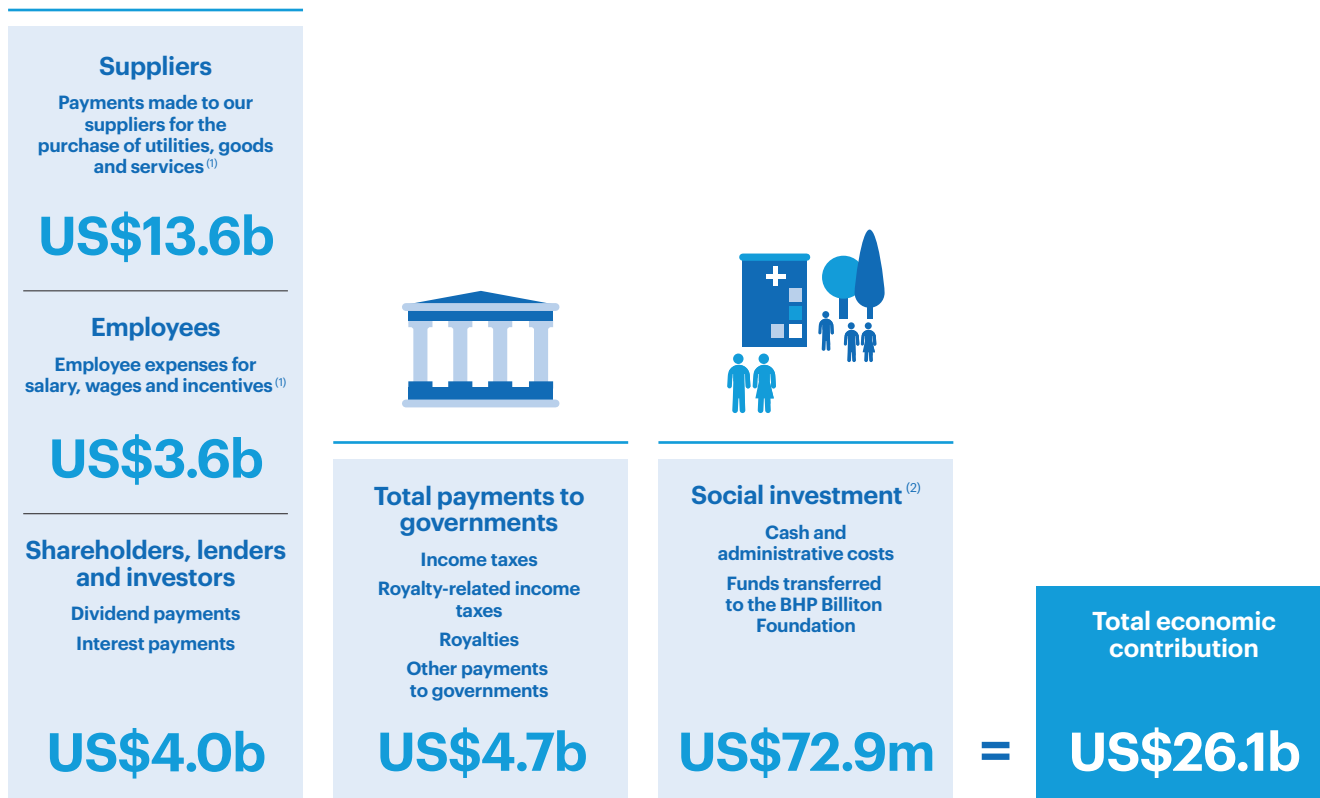 Suppliers
Payments made to our
suppliers for the
purchase of utilities, goods
and services (1)
US$13.6b
Employees
Employee expenses for
salary, wages and incentives (1)
US$3.6b
Shareholders, lenders
and investors
Dividend payments
Interest payments
US$4.0b
Total payments to
governments
Income taxes
Royalty-related income
taxes
Royalties
Other payments
to governments
US$4.7b
Social investment (2)
Cash and
administrative costs
Funds transferred
to the BHP Billiton
Foundation
US$72.9m
=
Total economic
contribution
US$26.1b